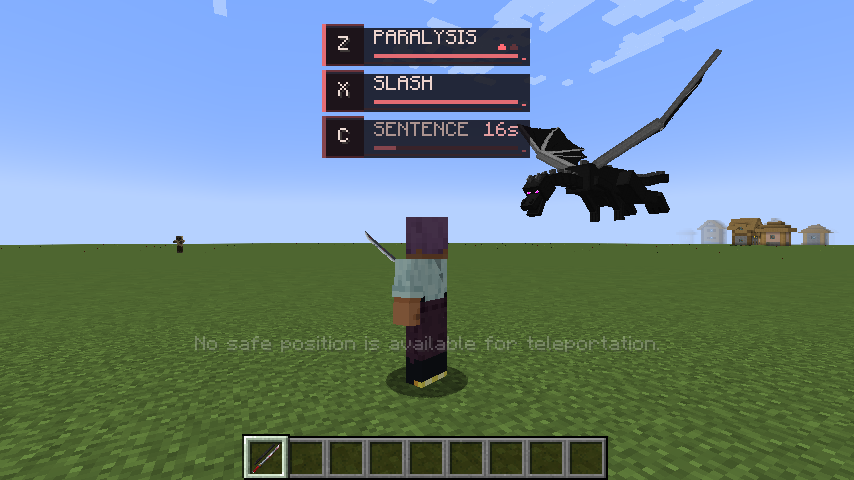 Z PARALYSIS
X SLASH
C SENTENCE 16s
No safe position is available for teleportation.